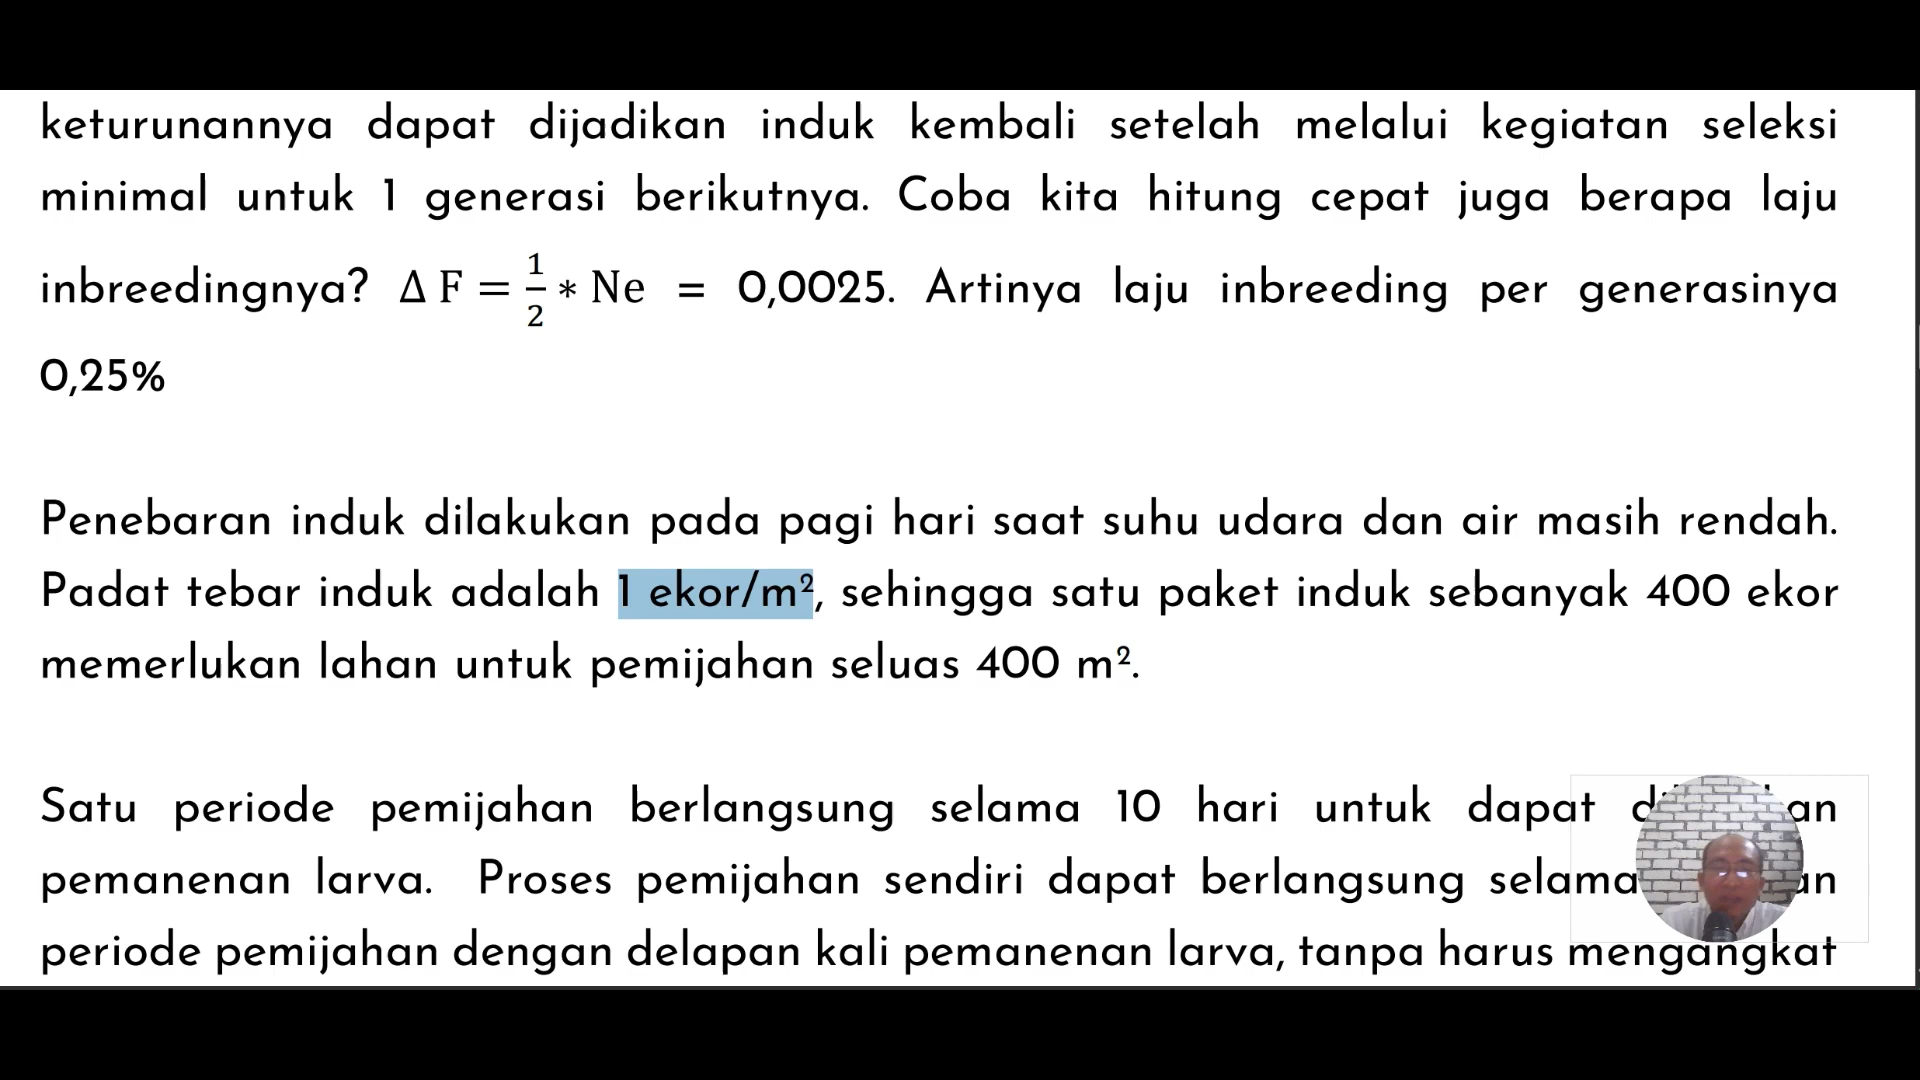 keturunannya dapat dijadikan induk kembali setelah melalui kegiatan seleksi
minimal untuk 1 generasi berikutnya. Coba kita hitung cepat juga berapa laju
inbreedingnya? Δ F = 1/2 * Ne = 0,0025. Artinya laju inbreeding per generasinya
0,25%
Penebaran induk dilakukan pada pagi hari saat suhu udara dan air masih rendah.
Padat tebar induk adalah 1 ekor/m², sehingga satu paket induk sebanyak 400 ekor
memerlukan lahan untuk pemijahan seluas 400 m².
Satu periode pemijahan berlangsung selama 10 hari untuk dapat
pemanenan larva. Proses pemijahan sendiri dapat berlangsung selama
periode pemijahan dengan delapan kali pemanenan larva, tanpa harus mengangkat